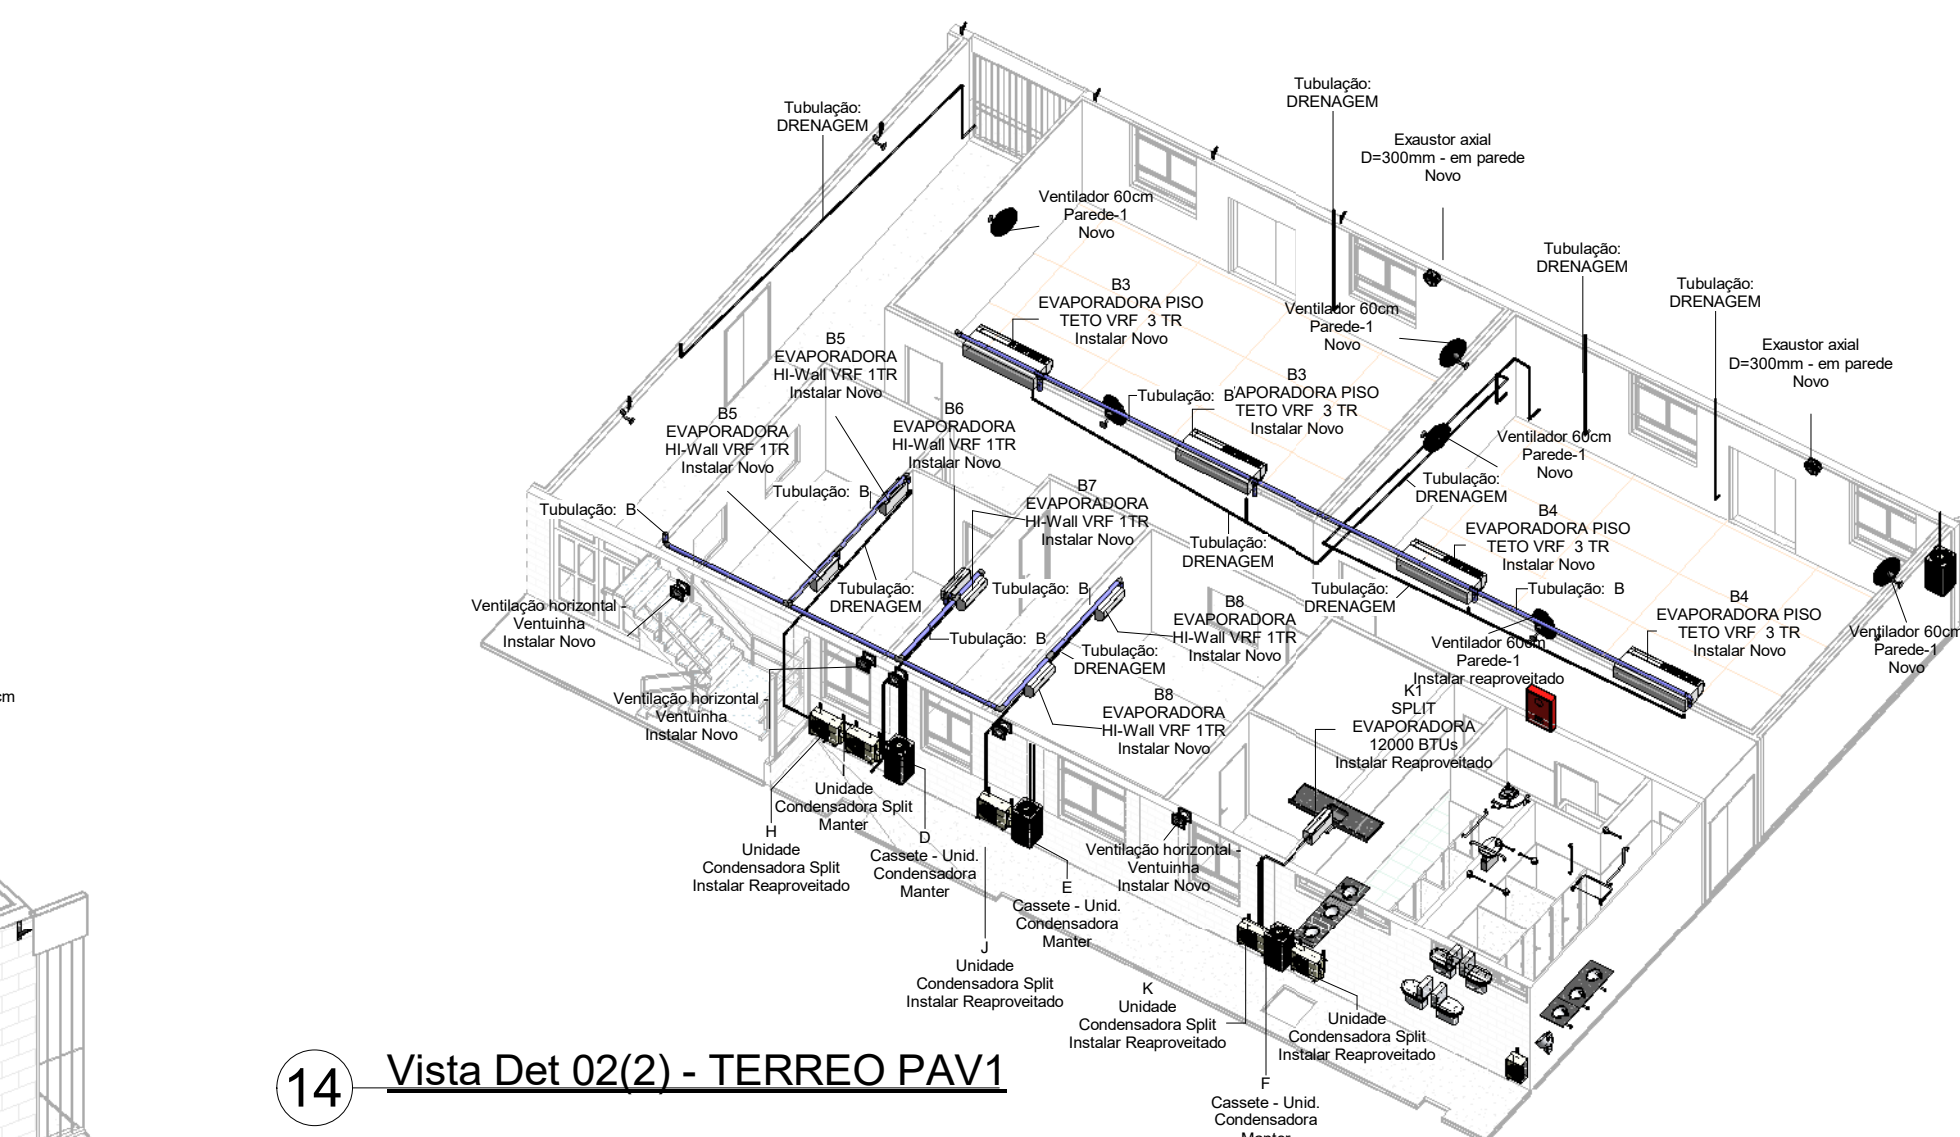 Tubulação:
DRENAGEM
Tubulação:
DRENAGEM
Exaustor axial
D=300mm - em parede
Novo
Ventilador 60cm
Parede-1
Novo
Tubulação:
DRENAGEM
Tubulação:
DRENAGEM
B3
EVAPORADORA PISO
TETO VRF 3 TR
Instalar Novo
Ventilador 60cm
Parede-1
Novo
Exaustor axial
D=300mm - em parede
Novo
B5
EVAPORADORA
HI-Wall VRF 1TR
Instalar Novo
B3
'APORADORA PISO
TETO VRF 3 TR
Instalar Novo
Tubulação: B
B5
EVAPORADORA
HI-Wall VRF 1TR
Instalar Novo
B6
EVAPORADORA
HI-Wall VRF 1TR
Instalar Novo
Ventilador 60cm
Parede-1
Novo
Tubulação:
DRENAGEM
Tubulação: B
Tubulação: B
B7
EVAPORADORA
HI-Wall VRF 1TR
Instalar Novo
B4
EVAPORADORA PISO
TETO VRF 3 TR
Instalar Novo
Tubulação:
DRENAGEM
Tubulação:
DRENAGEM
Tubulação: B
Tubulação:
DRENAGEM
Tubulação: B
B4
EVAPORADORA PISO
TETO VRF 3 TR
Instalar Novo
Ventilador 60cm
Parede-1
Novo
Ventilação horizontal -
Ventuinha
Instalar Novo
B8
EVAPORADORA
HI-Wall VRF 1TR
Instalar Novo
Tubulação: B
Tubulação:
DRENAGEM
Ventilador 60cm
Parede-1
Instalar reaproveitado
cm
Ventilação horizontal -
Ventuinha
Instalar Novo
B8
EVAPORADORA
HI-Wall VRF 1TR
Instalar Novo
K1
SPLIT
EVAPORADORA
12000 BTUs
Instalar Reaproveitado
I
Unidade
Condensadora Split
Manter
H
Unidade
Condensadora Split
Instalar Reaproveitado
D
Cassete - Unid.
Condensadora
Manter
Ventilação horizontal -
Ventuinha
Instalar Novo
E
Cassete - Unid.
Condensadora
Manter
J
Unidade
Condensadora Split
Instalar Reaproveitado
K
Unidade
Condensadora Split
Instalar Reaproveitado
Unidade
Condensadora Split
Instalar Reaproveitado
F
Cassete - Unid.
Condensadora
Manter
14
Vista Det 02(2) - TERREO PAV1